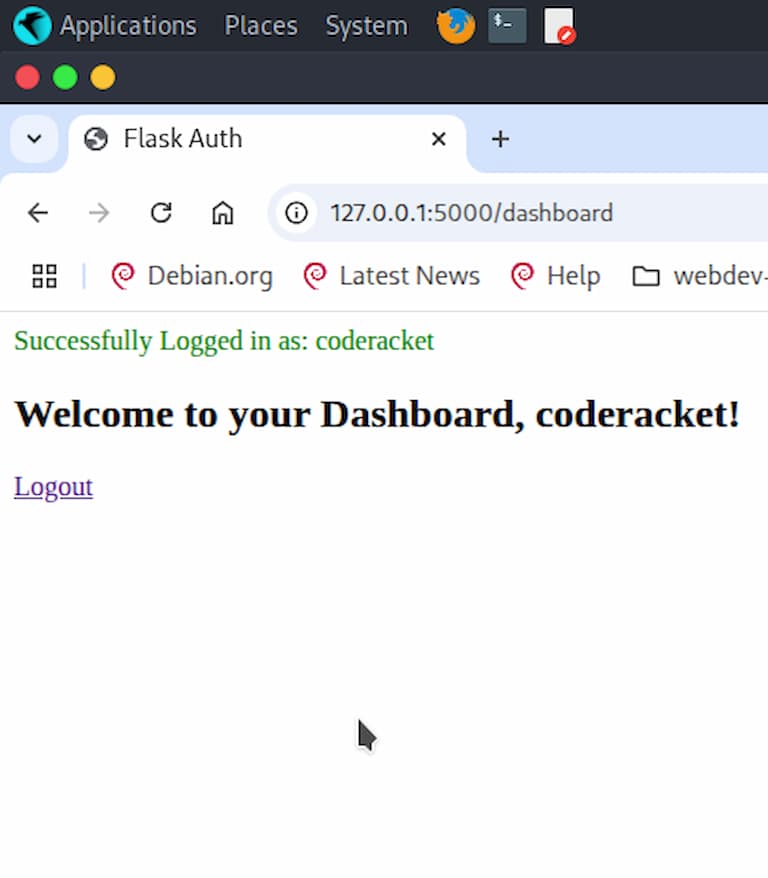 Applications Places System
Flask Auth
127.0.0.1:5000/dashboard
Debian.org Latest News Help webdev-
Successfully Logged in as: coderacket
Welcome to your Dashboard, coderacket!
Logout